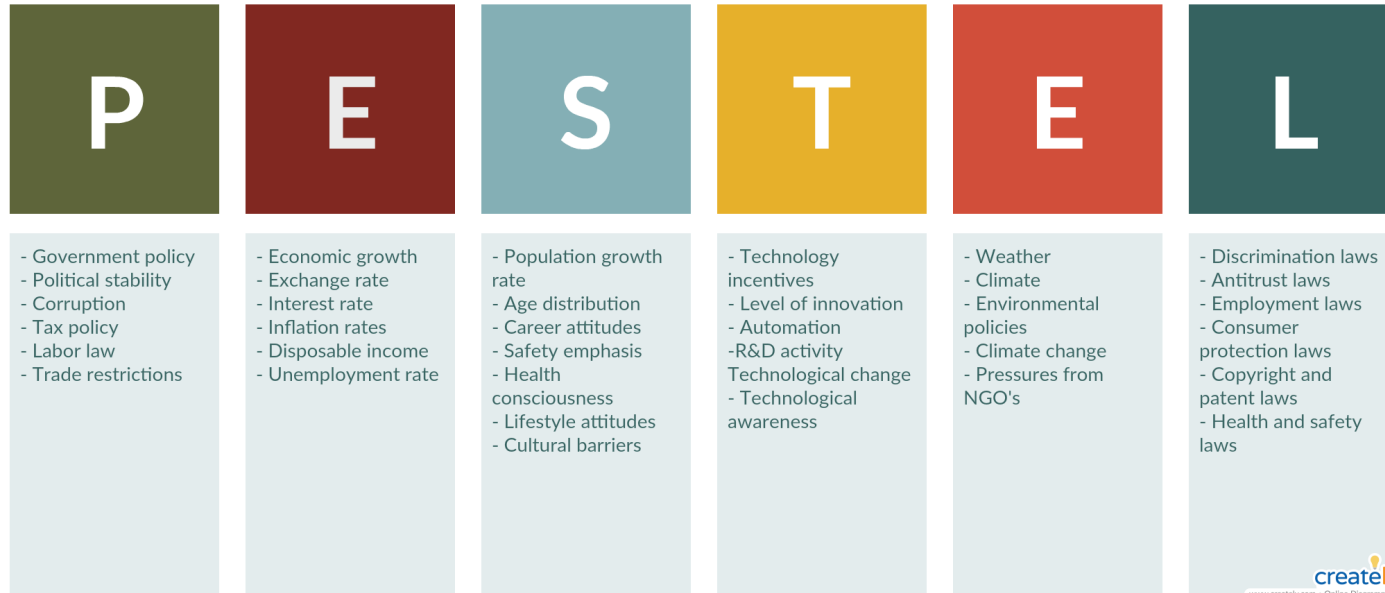 P
E
S
T
E
L
- Government policy
- Political stability
- Corruption
- Tax policy
- Labor law
- Trade restrictions
- Economic growth
- Exchange rate
- Interest rate
- Inflation rates
- Disposable income
- Unemployment rate
- Population growth
rate
- Age distribution
- Career attitudes
- Safety emphasis
- Health
consciousness
- Lifestyle attitudes
- Cultural barriers
- Technology
incentives
- Level of innovation
- Automation
-R&D activity
Technological change
- Technological
awareness
- Weather
- Climate
- Environmental
policies
- Climate change
- Pressures from
NGO's
- Discrimination laws
- Antitrust laws
- Employment laws
- Consumer
protection laws
- Copyright and
patent laws
- Health and safety
laws
create